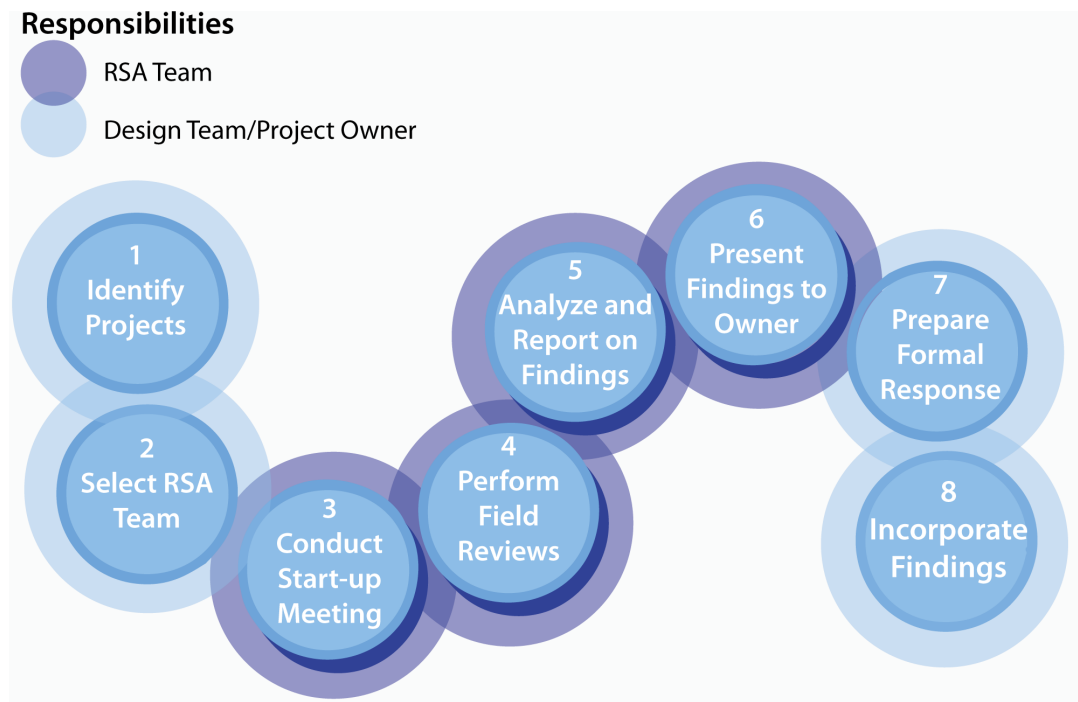 Responsibilities
RSA Team
Design Team/Project Owner
1
Identify
Projects
2
Select RSA
Team
3
Conduct
Start-up
Meeting
4
Perform
Field
Reviews
5
Analyze and
Report on
Findings
6
Present
Findings to
Owner
7
Prepare
Formal
Response
8
Incorporate
Findings